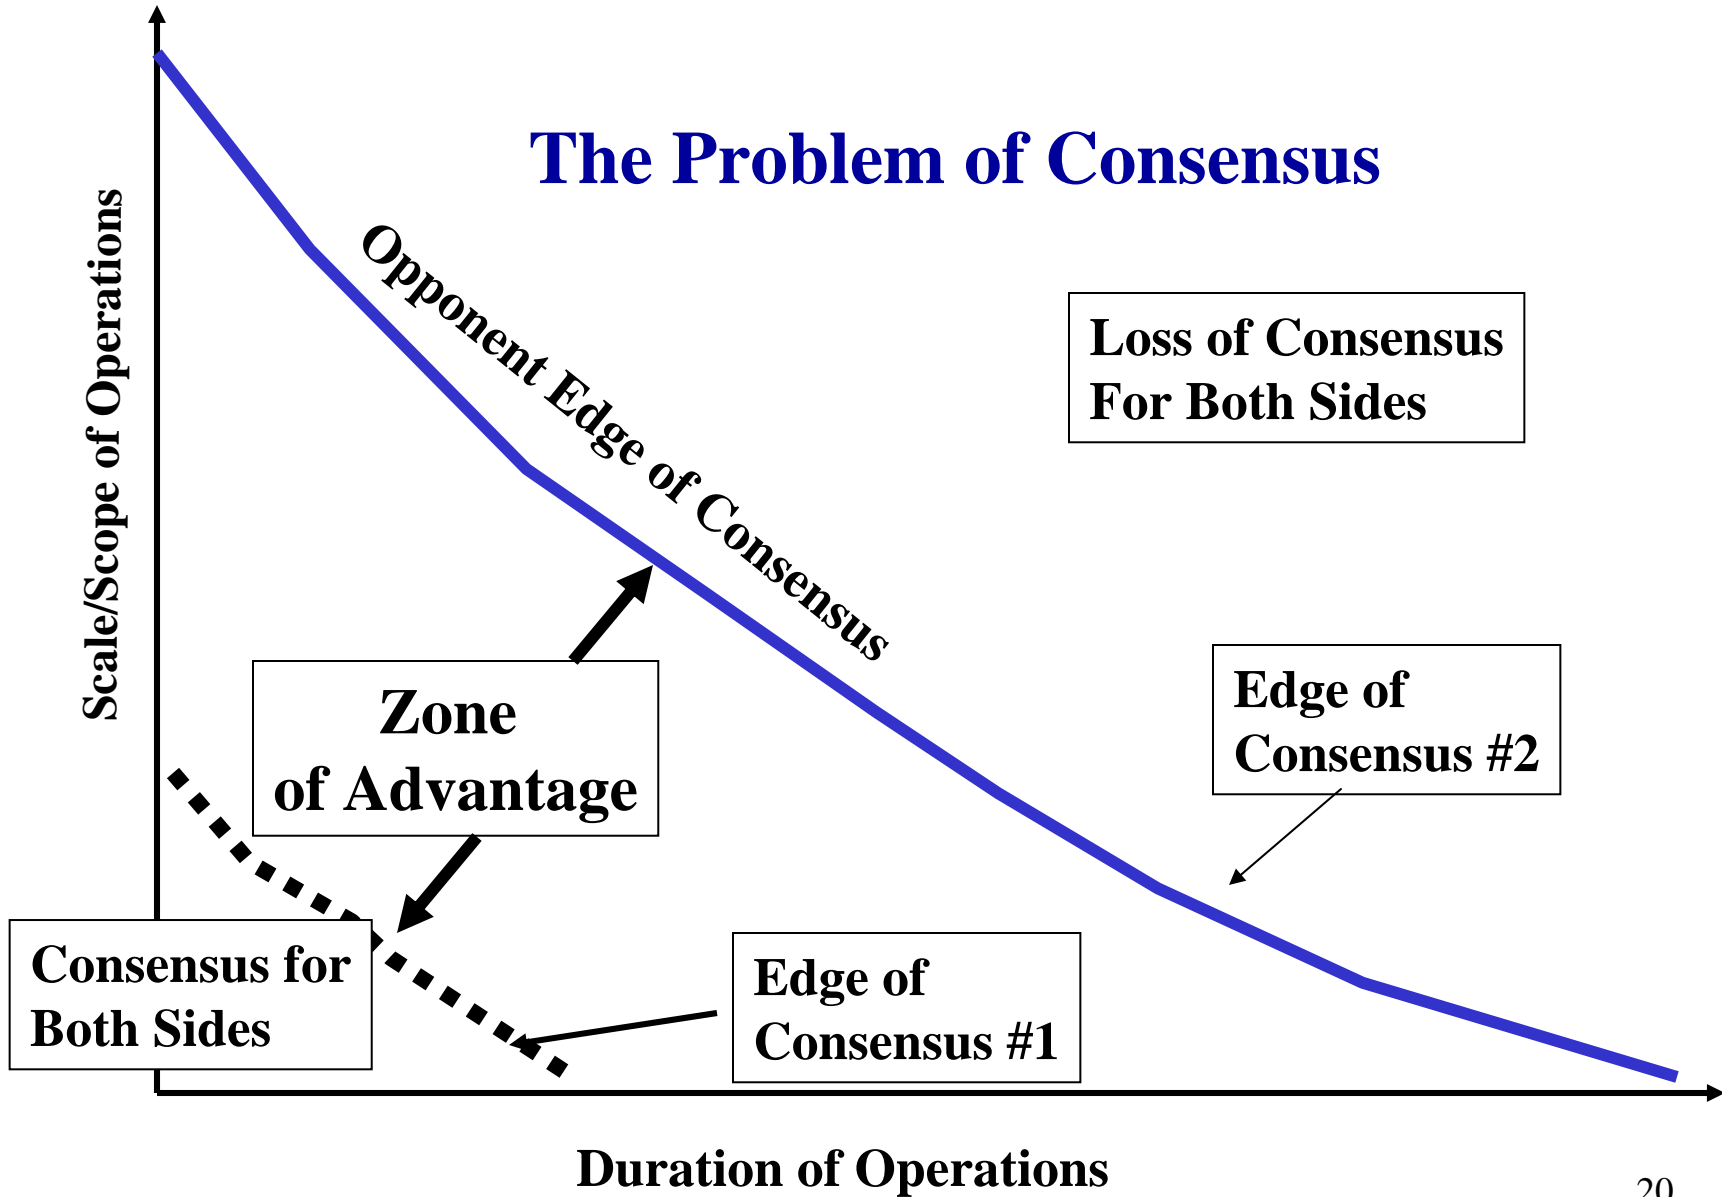 The Problem of Consensus
Scale/Scope of Operations
Opponent Edge of Consensus
Loss of Consensus
For Both Sides
Zone
of Advantage
Edge of
Consensus #2
Consensus for
Both Sides
Edge of
Consensus #1
Duration of Operations
20